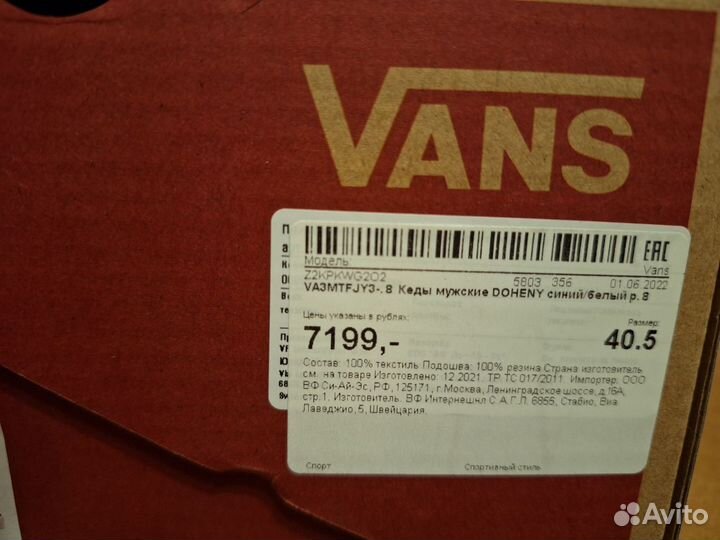 VANS
EAC
Модель:
Vans
Z2KPKWG2O2
5803 356
01.06.2022
VA3MTFJY3-.8 Кеды мужские DOHENY синий/белый р.8
Цены указаны в рублях:
Размер:
7199,-
40.5
Состав: 100% текстиль Подошва: 100% резина Страна изготовитель
см. на товаре Изготовлено: 12.2021. ТР ТС 017/2011. Импортер: ООО
ВФ Си-Ай-Эс, РФ, 125171, г.Москва, Ленинградское шоссе, д.16А,
стр.1. Изготовитель: ВФ Интернешнл С.А.Г.Л. 6855, Стабио, Виа
Лаведжио, 5, Швейцария.
Спорт
Спортивный стиль
Avito